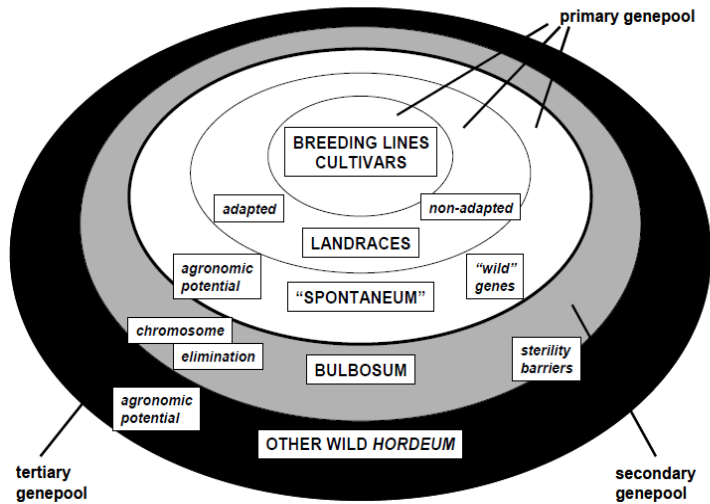 primary genepool
BREEDING LINES
CULTIVARS
adapted
non-adapted
LANDRACES
agronomic
potential
“wild”
genes
“SPONTANEUM”
chromosome
elimination
sterility
barriers
BULBOSUM
agronomic
potential
OTHER WILD HORDEUM
tertiary
genepool
secondary
genepool